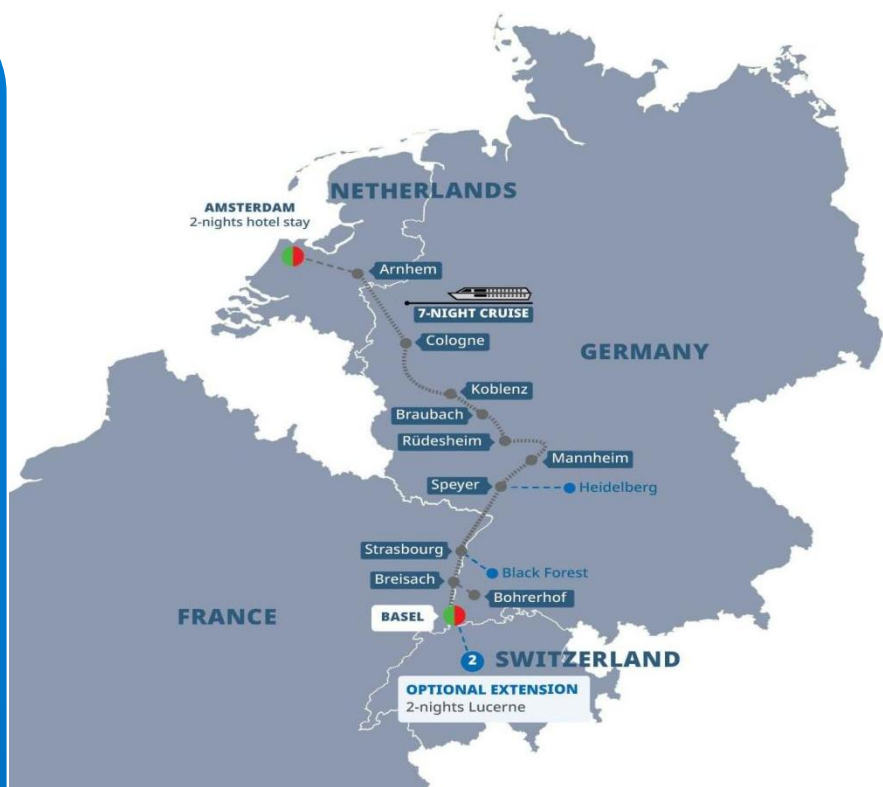 NETHERLANDS
AMSTERDAM
2-nights hotel stay
Arnhem
7-NIGHT CRUISE
Cologne
GERMANY
Koblenz
Braubach
Rüdesheim
Mannheim
Speyer
Heidelberg
Strasbourg
Black Forest
Breisach
Bohrerhof
FRANCE
BASEL
2
SWITZERLAND
OPTIONAL EXTENSION
2-nights Lucerne